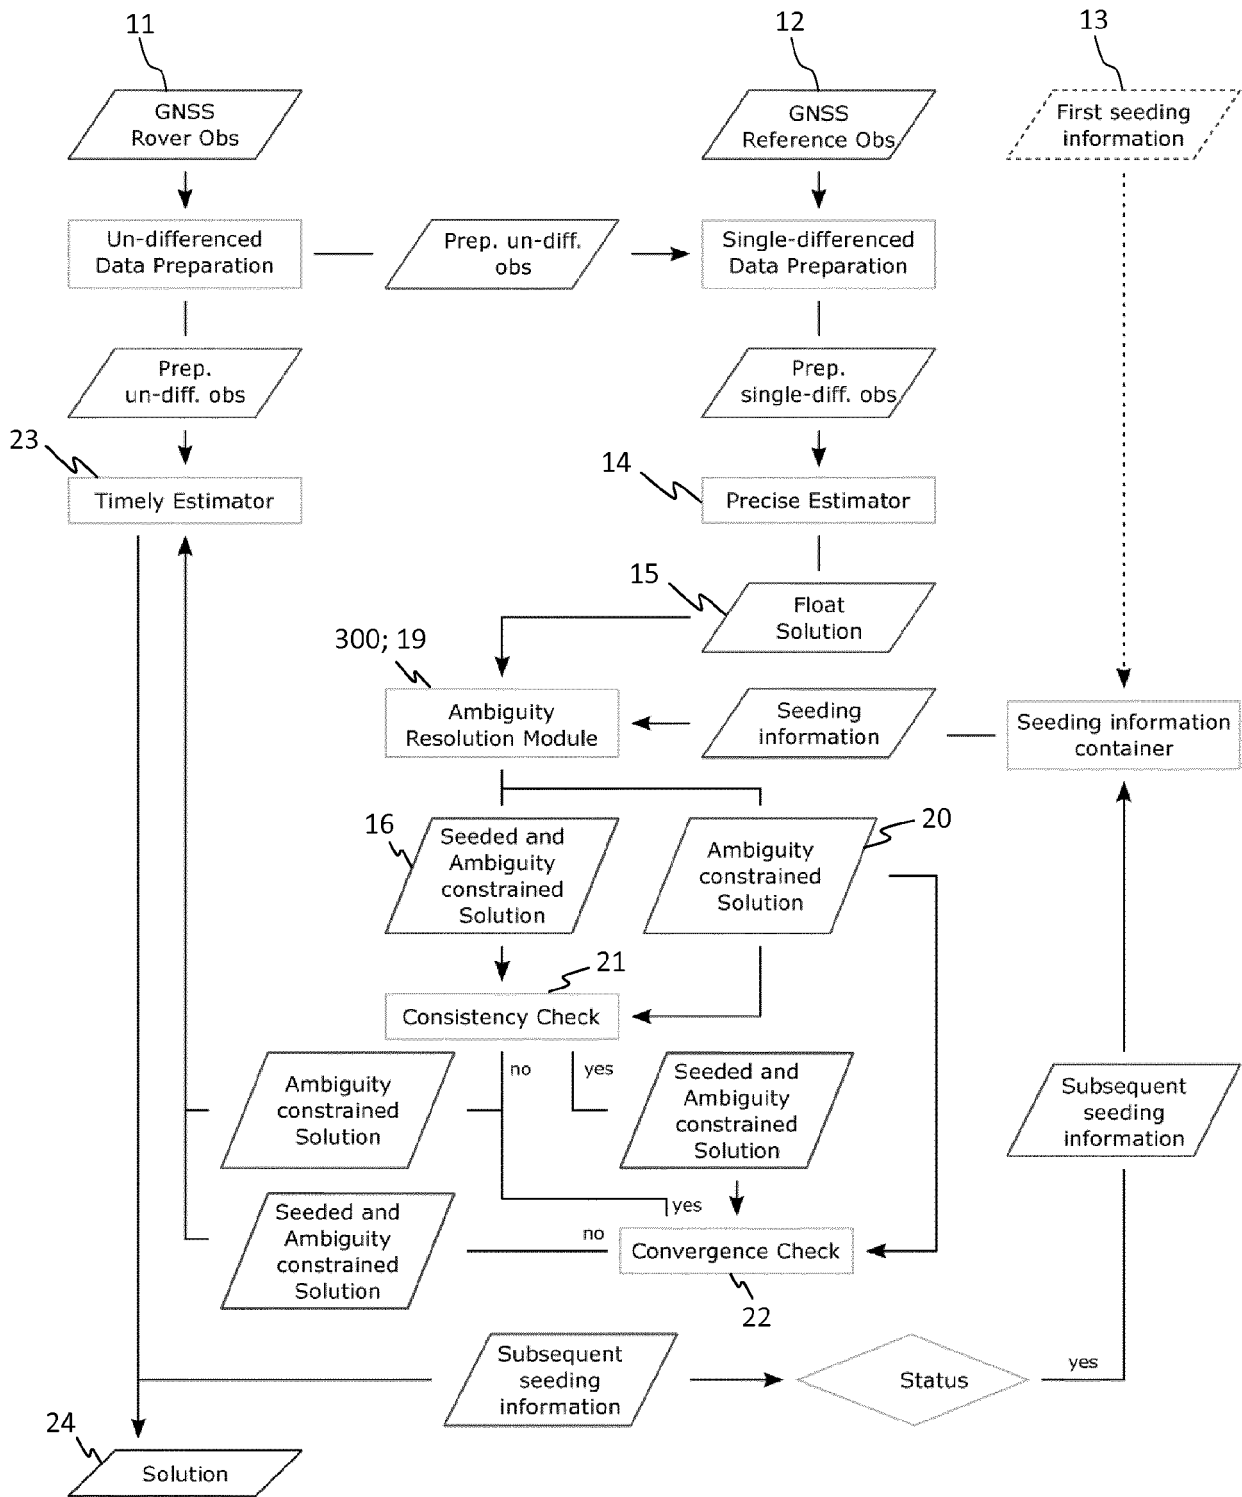 11
12
13
GNSS
Rover Obs
GNSS
Reference Obs
First seeding
information
Un-differenced
Data Preparation
Prep. un-diff.
obs
Single-differenced
Data Preparation
Prep.
un-diff. obs
Prep.
single-diff. obs
23
14
Timely Estimator
Precise Estimator
15
Float
Solution
300; 19
Ambiguity
Resolution Module
Seeding
information
Seeding information
container
16
20
Seeded and
Ambiguity
constrained
Solution
Ambiguity
constrained
Solution
21
Consistency Check
no
yes
Ambiguity
constrained
Solution
Seeded and
Ambiguity
constrained
Solution
Subsequent
seeding
information
yes
Seeded and
Ambiguity
constrained
Solution
no
Convergence Check
22
Subsequent
seeding
information
Status
yes
24
Solution